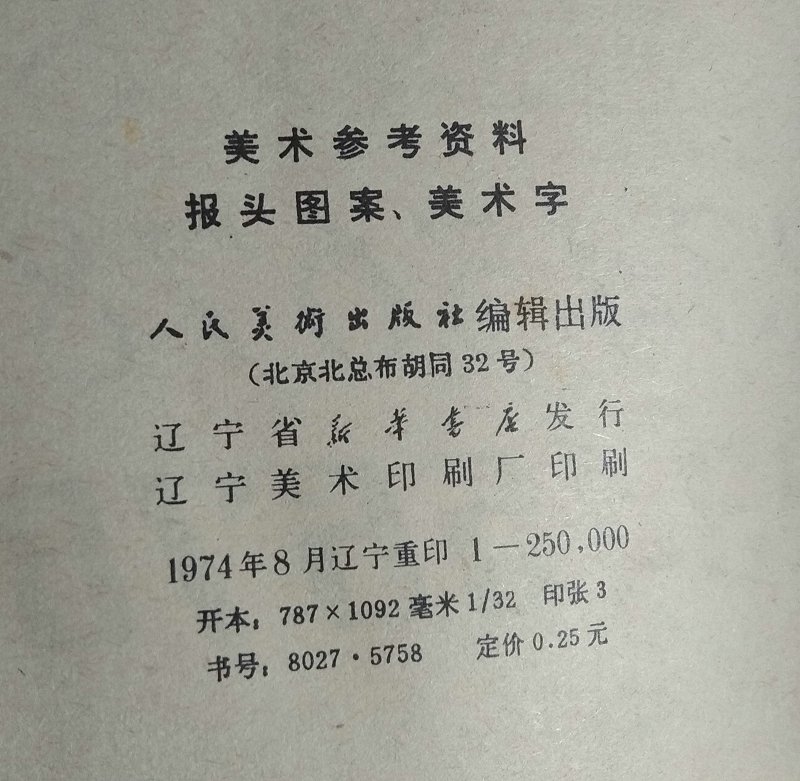 美术参考资料
报头图案、美术字
人民美術出版社编辑出版
（北京北总布胡同32号）
辽宁省新华书店发行
辽宁美术印刷厂印刷
1974年8月辽宁重印 1－250,000
开本：787×1092毫米1/32 印张3
书号：8027·5758 定价0.25元